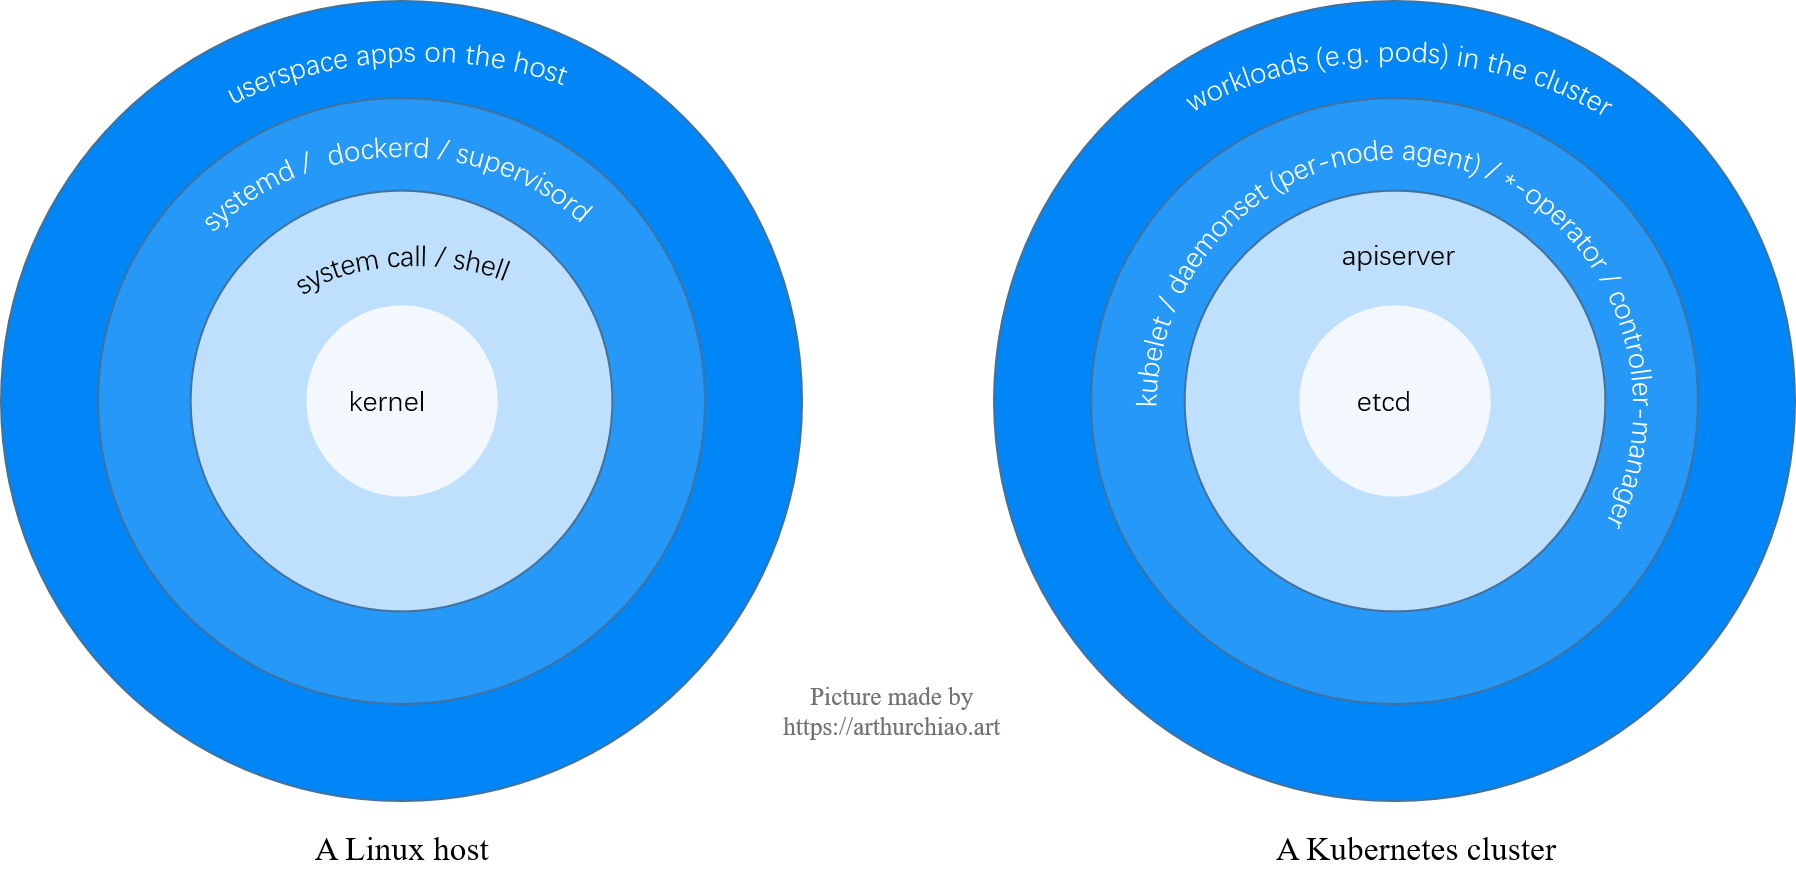 userspace apps on the host
systemd /  dockerd / supervisord
system call / shell
kernel
A Linux host
workloads (e.g. pods) in the cluster
kubelet / daemonset (per-node agent) / *-operator / controller-manager
apiserver
etcd
A Kubernetes cluster
Picture made by
https://arthurchiao.art